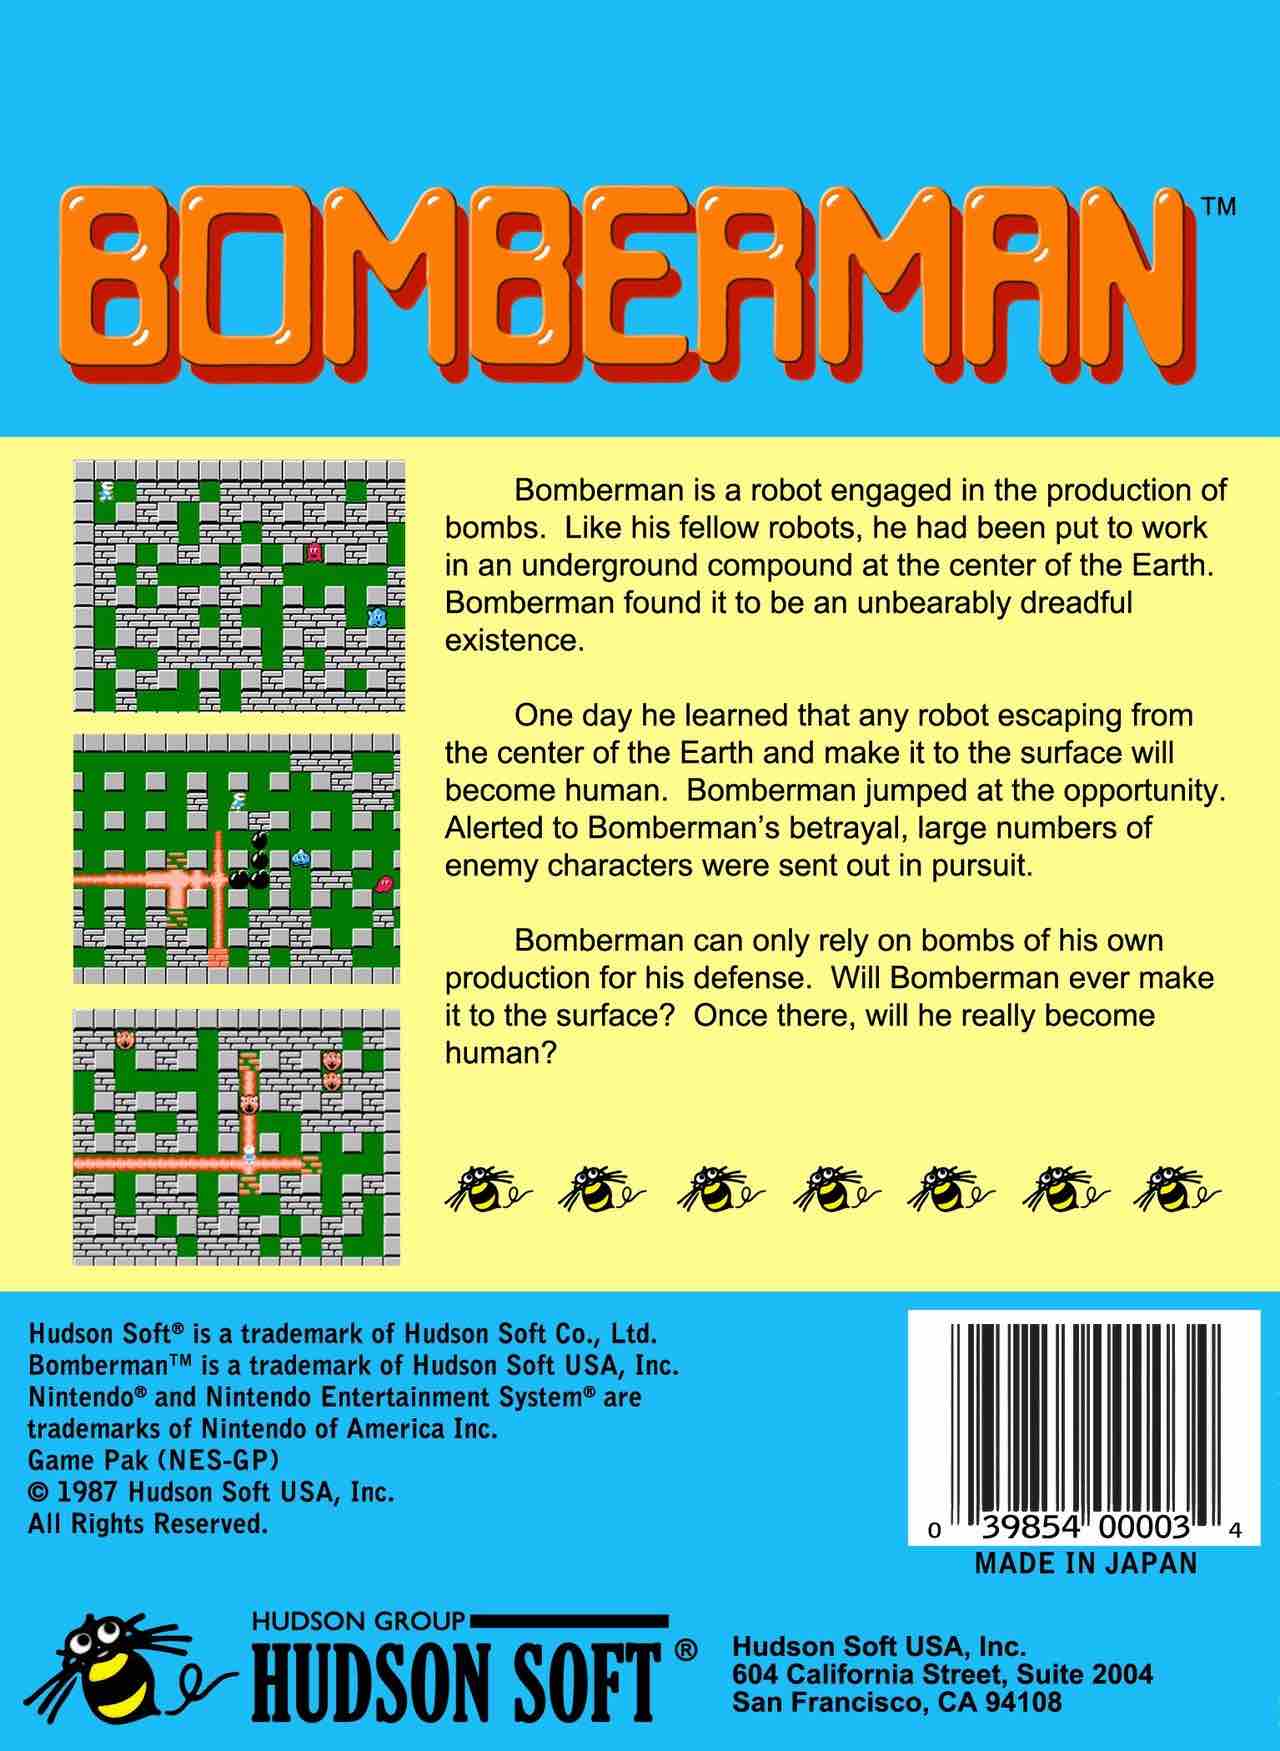 BOMBERMAN™
Bomberman is a robot engaged in the production of
bombs.  Like his fellow robots, he had been put to work
in an underground compound at the center of the Earth.
Bomberman found it to be an unbearably dreadful
existence.
One day he learned that any robot escaping from
the center of the Earth and make it to the surface will
become human.  Bomberman jumped at the opportunity.
Alerted to Bomberman's betrayal, large numbers of
enemy characters were sent out in pursuit.
Bomberman can only rely on bombs of his own
production for his defense.  Will Bomberman ever make
it to the surface?  Once there, will he really become
human?
Hudson Soft® is a trademark of Hudson Soft Co., Ltd.
Bomberman™ is a trademark of Hudson Soft USA, Inc.
Nintendo® and Nintendo Entertainment System® are
trademarks of Nintendo of America Inc.
Game Pak (NES-GP)
© 1987 Hudson Soft USA, Inc.
All Rights Reserved.
0 39854 00003 4
MADE IN JAPAN
HUDSON GROUP
HUDSON SOFT®
Hudson Soft USA, Inc.
604 California Street, Suite 2004
San Francisco, CA 94108